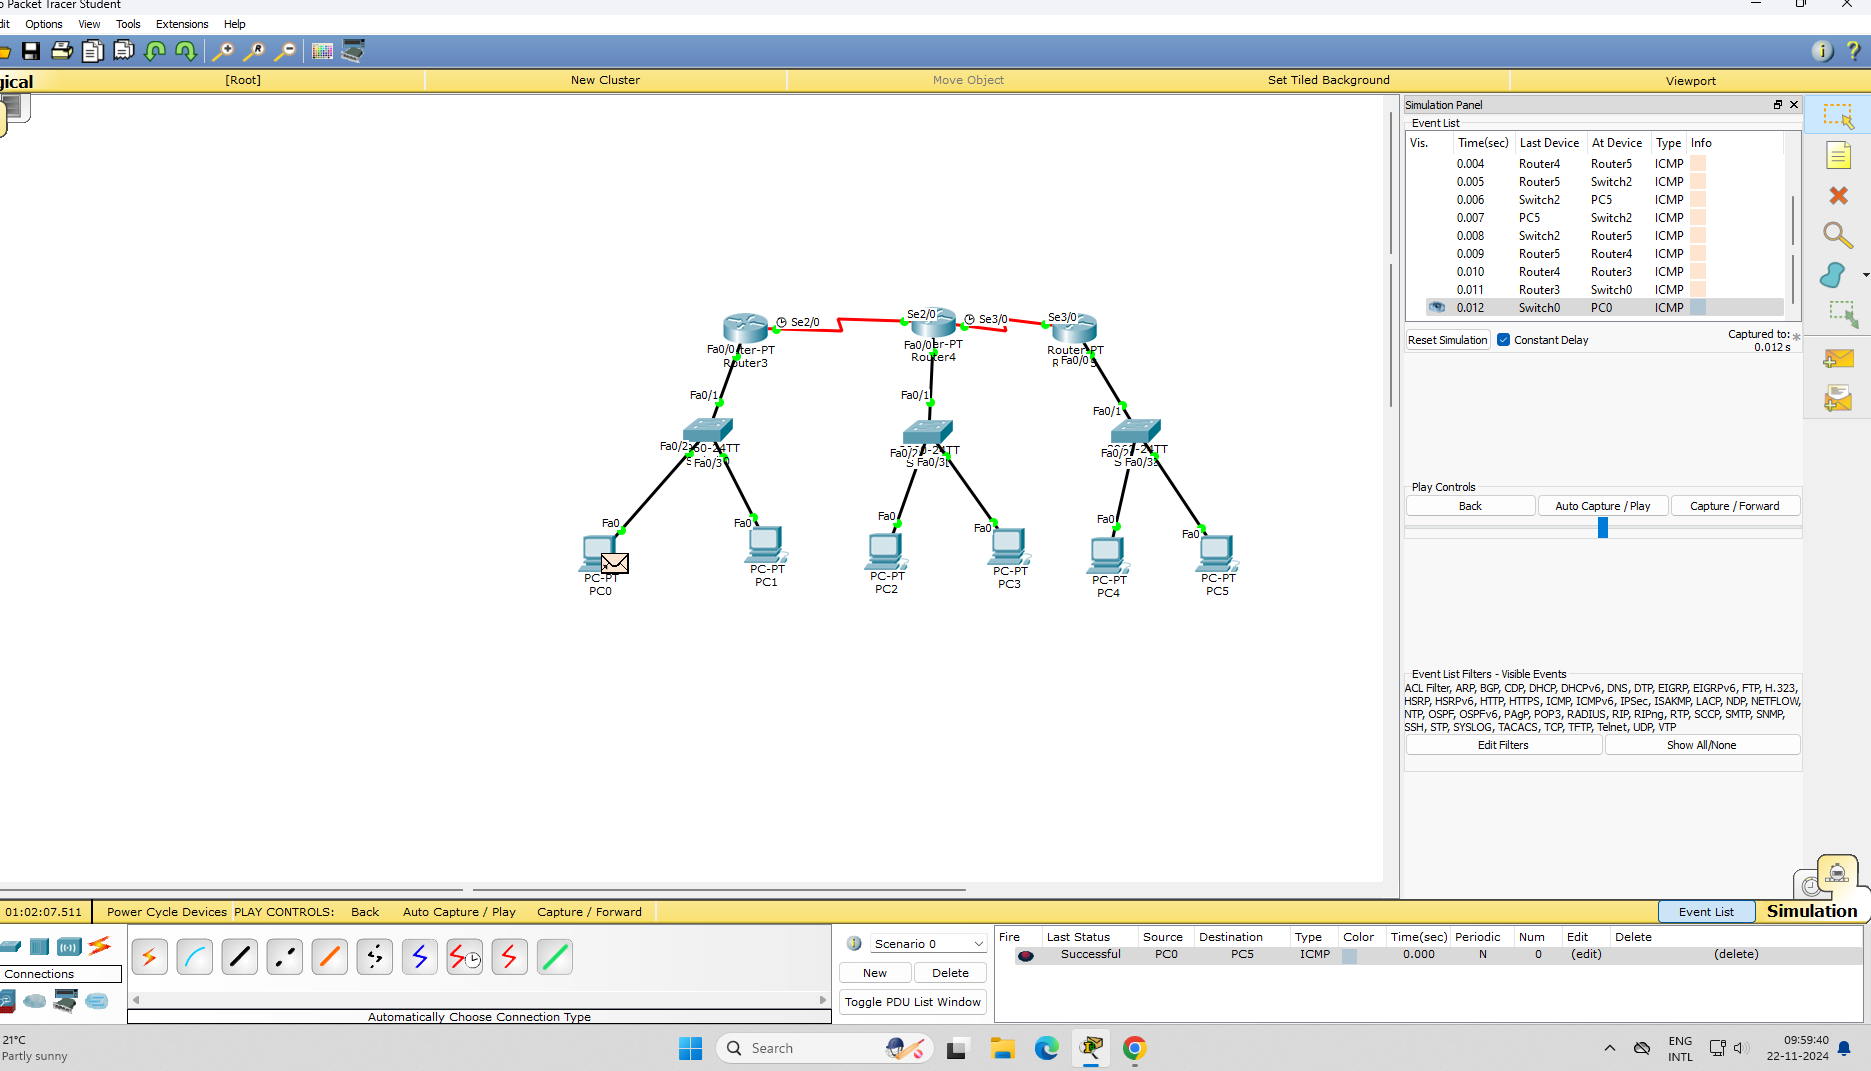 o Packet Tracer Student
dit Options View Tools Extensions Help
gical [Root] New Cluster Move Object Set Tiled Background Viewport
Simulation Panel
Event List
Vis. Time(sec) Last Device At Device Type Info
0.004 Router4 Router5 ICMP
0.005 Router5 Switch2 ICMP
0.006 Switch2 PC5 ICMP
0.007 PC5 Switch2 ICMP
0.008 Switch2 Router5 ICMP
0.009 Router5 Router4 ICMP
0.010 Router4 Router3 ICMP
0.011 Router3 Switch0 ICMP
0.012 Switch0 PC0 ICMP
Reset Simulation Constant Delay Captured to: *
0.012 s
Se2/0 Se2/0 Se3/0 Se3/0
Fa0/0 ter-PT Fa0/0 er-PT Router-PT
Router3 Router4 R Fa0/0
Fa0/1 Fa0/1 Fa0/1
Fa0/2 60-24TT Fa0/2 -24TT Fa0/2 -24TT
Fa0/3 S Fa0/3 S Fa0/3
Fa0 Fa0 Fa0 Fa0 Fa0 Fa0
PC-PT PC-PT PC-PT PC-PT PC-PT PC-PT
PC0 PC1 PC2 PC3 PC4 PC5
Play Controls
Back Auto Capture / Play Capture / Forward
Event List Filters - Visible Events
ACL Filter, ARP, BGP, CDP, DHCP, DHCPv6, DNS, DTP, EIGRP, EIGRPv6, FTP, H.323,
HSRP, HSRPv6, HTTP, HTTPS, ICMP, ICMPv6, IPSec, ISAKMP, LACP, NDP, NETFLOW,
NTP, OSPF, OSPFv6, PAgP, POP3, RADIUS, RIP, RIPng, RTP, SCCP, SMTP, SNMP,
SSH, STP, SYSLOG, TACACS, TCP, TFTP, Telnet, UDP, VTP
Edit Filters Show All/None
01:02:07.511 Power Cycle Devices PLAY CONTROLS: Back Auto Capture / Play Capture / Forward Event List Simulation
Connections
Automatically Choose Connection Type
Scenario 0
New Delete
Toggle PDU List Window
Fire Last Status Source Destination Type Color Time(sec) Periodic Num Edit Delete
Successful PC0 PC5 ICMP 0.000 N 0 (edit) (delete)
21°C
Partly sunny
Search
ENG
INTL
09:59:40
22-11-2024